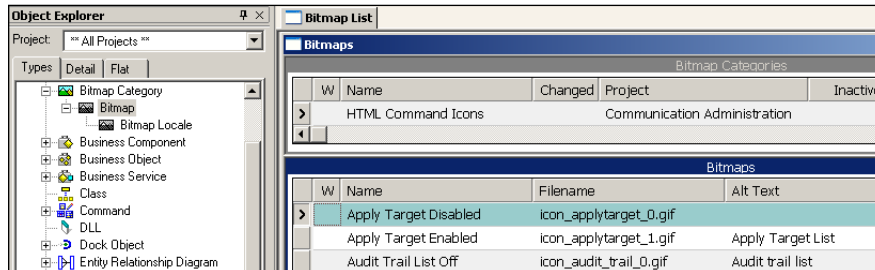 Object Explorer
Project: ** All Projects **
Types Detail Flat
Bitmap Category
Bitmap
Bitmap Locale
Business Component
Business Object
Business Service
Class
Command
DLL
Dock Object
Entity Relationship Diagram
Bitmap List
Bitmaps
Bitmap Categories
W Name Changed Project Inactive
HTML Command Icons Communication Administration
Bitmaps
W Name Filename Alt Text
Apply Target Disabled icon_applytarget_0.gif
Apply Target Enabled icon_applytarget_1.gif Apply Target List
Audit Trail List Off icon_audit_trail_0.gif Audit trail list